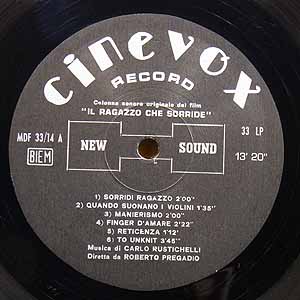 cinevox
RECORD
Colonna sonora originale del film
"IL RAGAZZO CHE SORRIDE"
MDF 33/14 A
33 LP
BIEM
NEW SOUND
13' 20"
1) SORRIDI RAGAZZO 2'00"
2) QUANDO SUONANO I VIOLINI 1'35"
3) MANIERISMO 2'00"
4) FINGER D'AMARE 2'22"
5) RETICENZA 1'12"
6) TO UNKNIT 3'45"
Musica di CARLO RUSTICHELLI
Diretta da ROBERTO PREGADIO